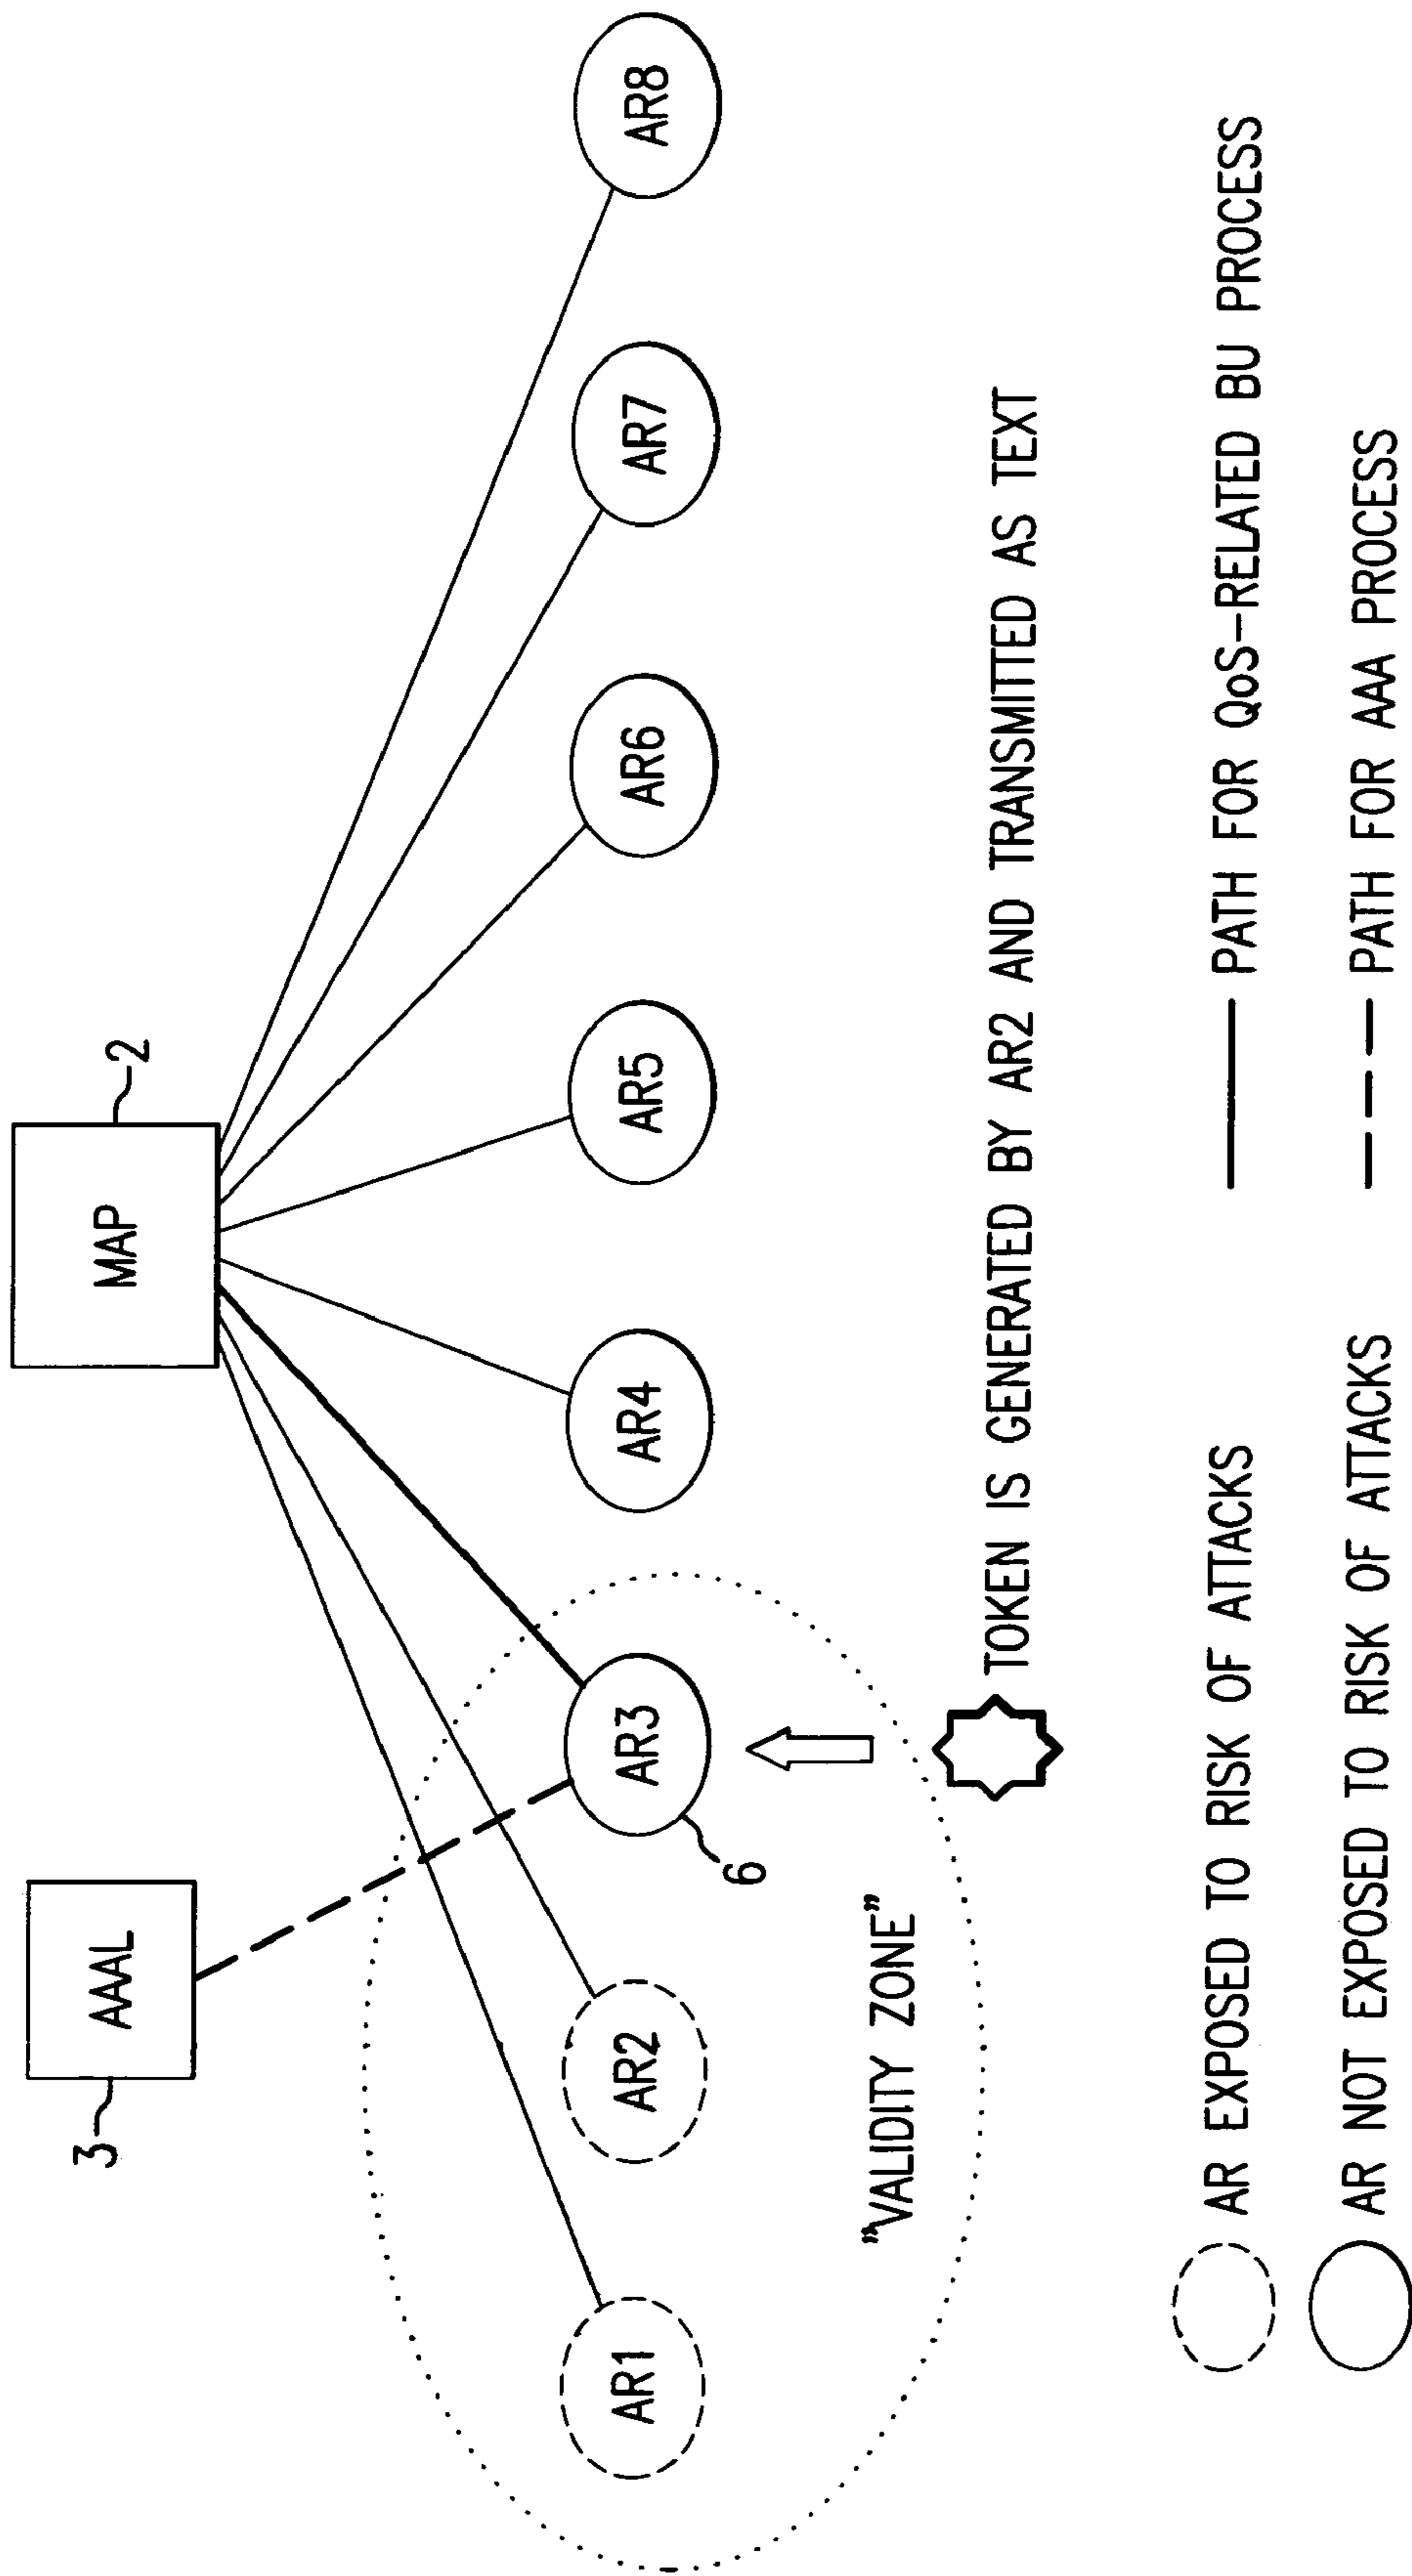 3
AAAL
MAP
2
AR1
AR2
AR3
AR4
AR5
AR6
AR7
AR8
6
"VALIDITY ZONE"
TOKEN IS GENERATED BY AR2 AND TRANSMITTED AS TEXT
AR EXPOSED TO RISK OF ATTACKS
PATH FOR QoS-RELATED BU PROCESS
AR NOT EXPOSED TO RISK OF ATTACKS
PATH FOR AAA PROCESS